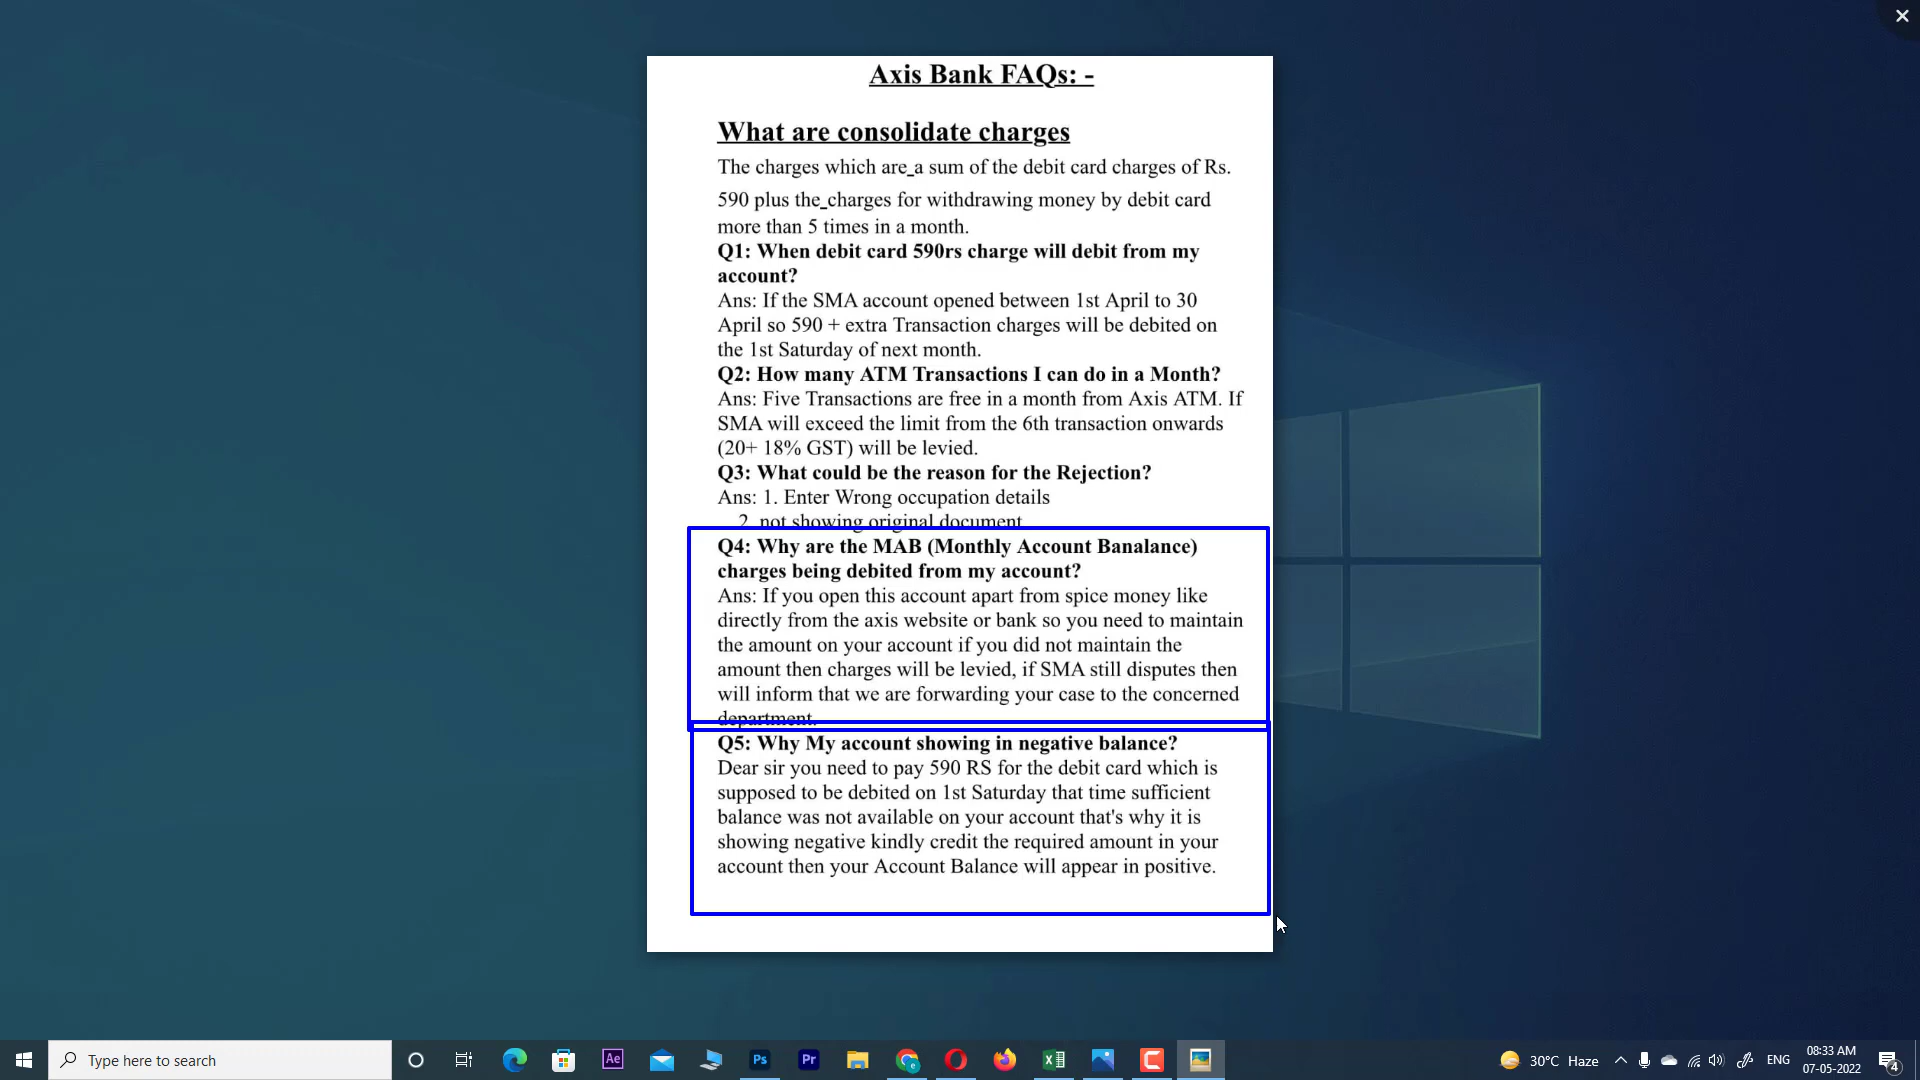 Axis Bank FAQs: -
What are consolidate charges
The charges which are a sum of the debit card charges of Rs.
590 plus the charges for withdrawing money by debit card
more than 5 times in a month.
Q1: When debit card 590rs charge will debit from my
account?
Ans: If the SMA account opened between 1st April to 30
April so 590 + extra Transaction charges will be debited on
the 1st Saturday of next month.
Q2: How many ATM Transactions I can do in a Month?
Ans: Five Transactions are free in a month from Axis ATM. If
SMA will exceed the limit from the 6th transaction onwards
(20+ 18% GST) will be levied.
Q3: What could be the reason for the Rejection?
Ans: 1. Enter Wrong occupation details
2. not showing original document
Q4: Why are the MAB (Monthly Account Banalance)
charges being debited from my account?
Ans: If you open this account apart from spice money like
directly from the axis website or bank so you need to maintain
the amount on your account if you did not maintain the
amount then charges will be levied, if SMA still disputes then
will inform that we are forwarding your case to the concerned
department.
Q5: Why My account showing in negative balance?
Dear sir you need to pay 590 RS for the debit card which is
supposed to be debited on 1st Saturday that time sufficient
balance was not available on your account that's why it is
showing negative kindly credit the required amount in your
account then your Account Balance will appear in positive.
Type here to search
Ae
Ps
Pr
30°C Haze
ENG
08:33 AM
07-05-2022
4